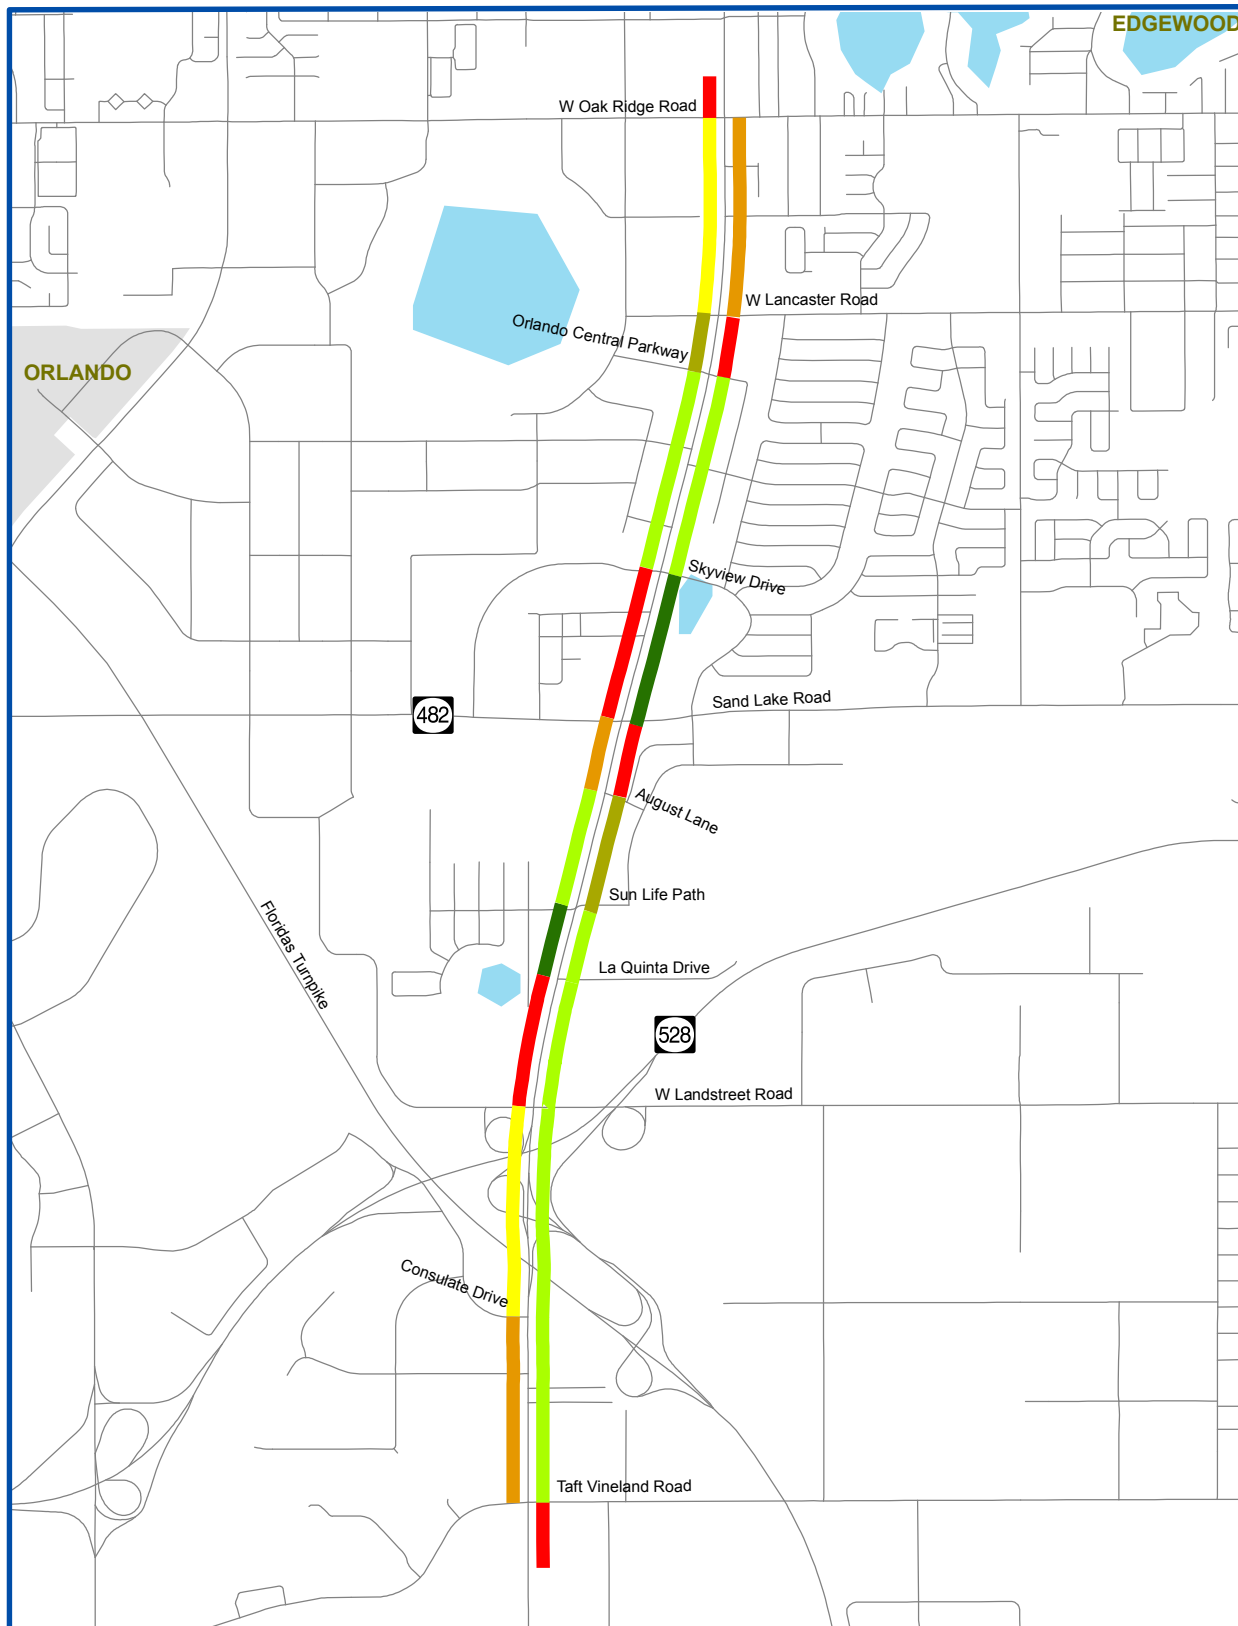 EDGEWOOD
W Oak Ridge Road
W Lancaster Road
Orlando Central Parkway
ORLANDO
Skyview Drive
Sand Lake Road
482
August Lane
Sun Life Path
Floridas Turnpike
La Quinta Drive
528
W Landstreet Road
Consulate Drive
Taft Vineland Road